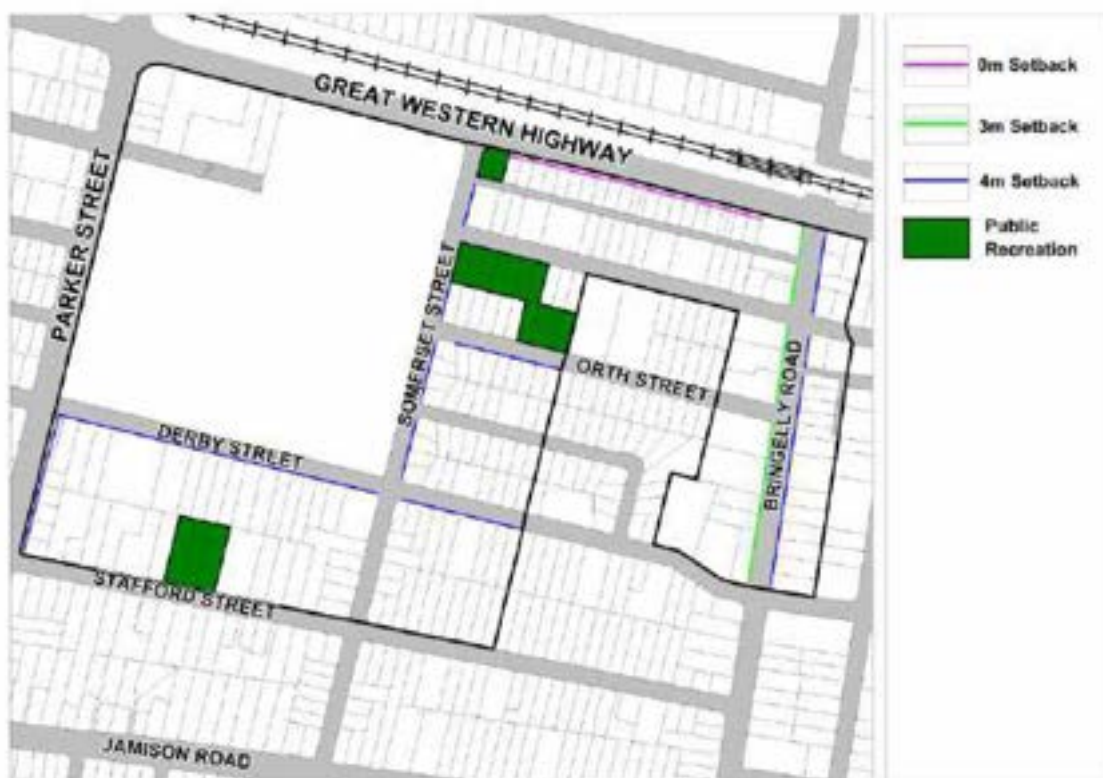 GREAT WESTERN HIGHWAY
PARKER STREET
SOMERSET STREET
ORTH STREET
BRINGELLY ROAD
DERBY STREET
STAFFORD STREET
JAMISON ROAD
0m Setback
3m Setback
4m Setback
Public
Recreation